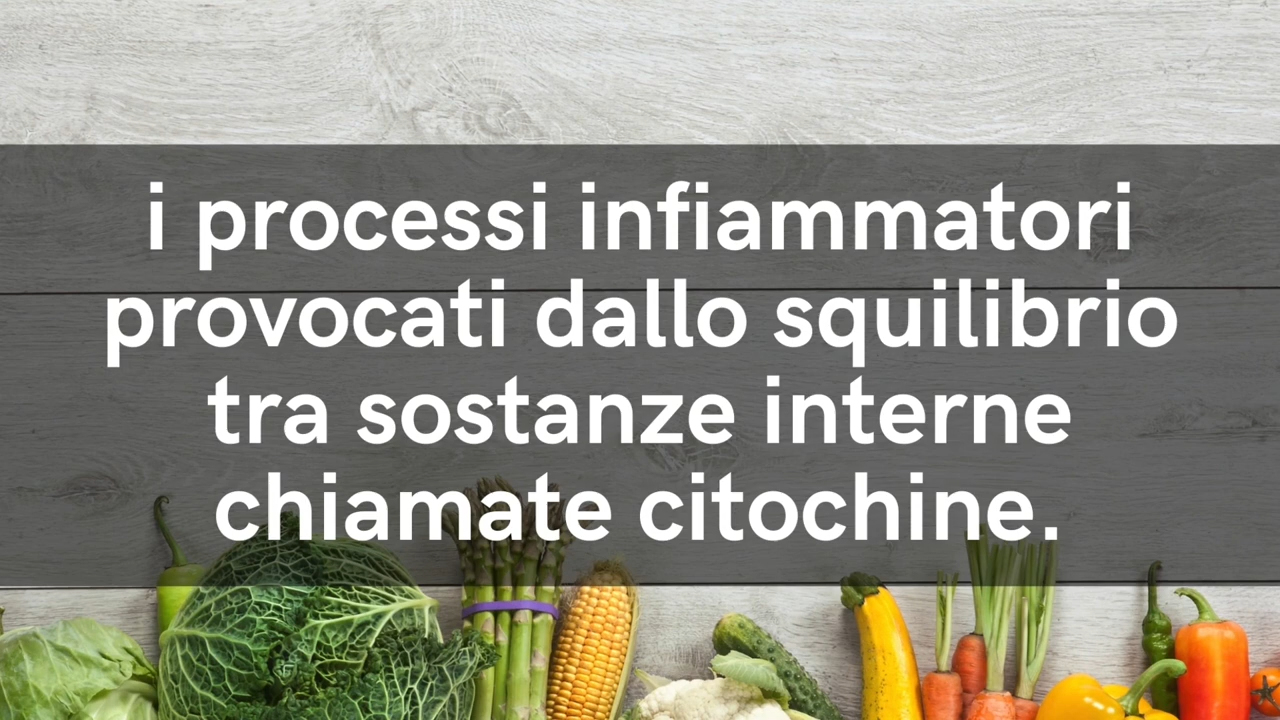 i processi infiammatori
provocati dallo squilibrio
tra sostanze interne
chiamate citochine.